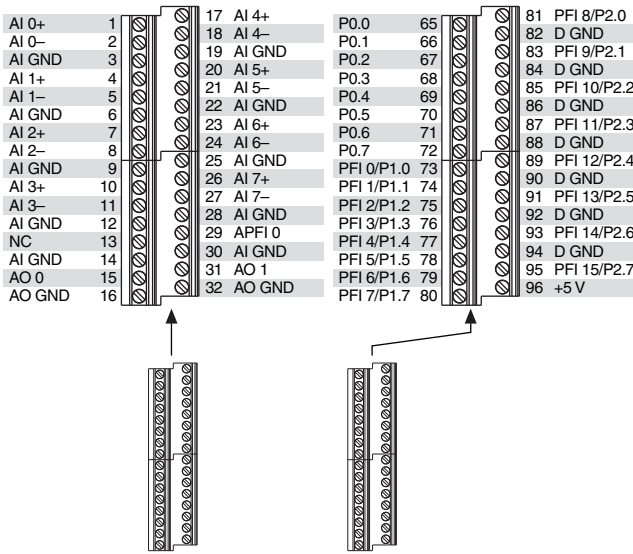 AI 0+ 1
AI 0– 2
AI GND 3
AI 1+ 4
AI 1– 5
AI GND 6
AI 2+ 7
AI 2– 8
AI GND 9
AI 3+ 10
AI 3– 11
AI GND 12
NC 13
AI GND 14
AO 0 15
AO GND 16
17 AI 4+
18 AI 4–
19 AI GND
20 AI 5+
21 AI 5–
22 AI GND
23 AI 6+
24 AI 6–
25 AI GND
26 AI 7+
27 AI 7–
28 AI GND
29 APFI 0
30 AI GND
31 AO 1
32 AO GND
P0.0 65
P0.1 66
P0.2 67
P0.3 68
P0.4 69
P0.5 70
P0.6 71
P0.7 72
PFI 0/P1.0 73
PFI 1/P1.1 74
PFI 2/P1.2 75
PFI 3/P1.3 76
PFI 4/P1.4 77
PFI 5/P1.5 78
PFI 6/P1.6 79
PFI 7/P1.7 80
81 PFI 8/P2.0
82 D GND
83 PFI 9/P2.1
84 D GND
85 PFI 10/P2.2
86 D GND
87 PFI 11/P2.3
88 D GND
89 PFI 12/P2.4
90 D GND
91 PFI 13/P2.5
92 D GND
93 PFI 14/P2.6
94 D GND
95 PFI 15/P2.7
96 +5 V